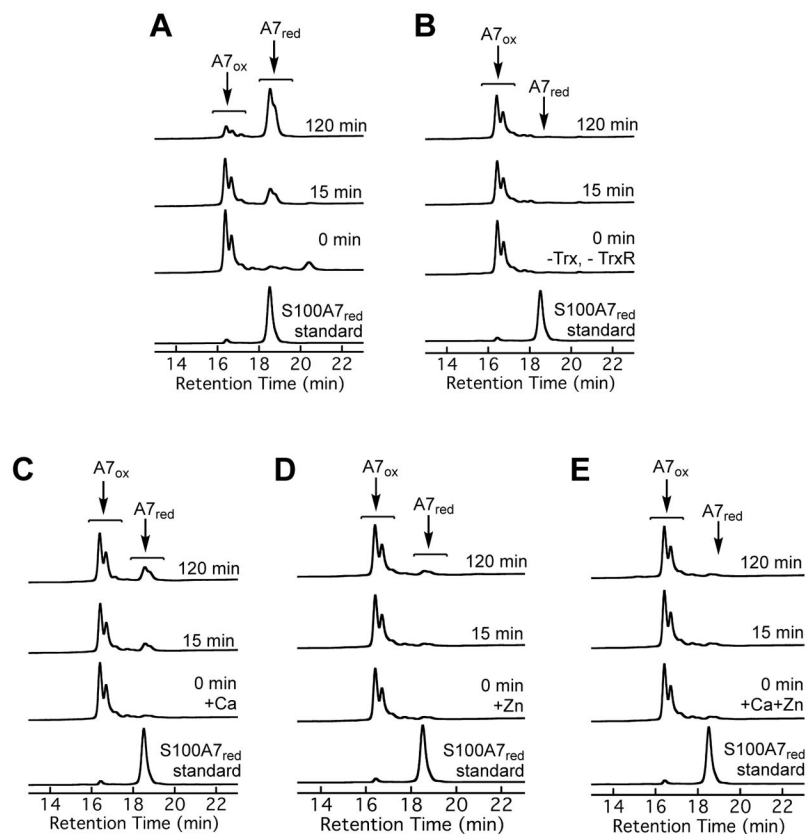 A
A7ox
A7red
120 min
15 min
0 min
S100A7red
standard
14 16 18 20 22
Retention Time (min)
B
A7ox
A7red
120 min
15 min
0 min
-Trx, - TrxR
S100A7red
standard
14 16 18 20 22
Retention Time (min)
C
A7ox
A7red
120 min
15 min
0 min
+Ca
S100A7red
standard
14 16 18 20 22
Retention Time (min)
D
A7ox
A7red
120 min
15 min
0 min
+Zn
S100A7red
standard
14 16 18 20 22
Retention Time (min)
E
A7ox
A7red
120 min
15 min
0 min
+Ca+Zn
S100A7red
standard
14 16 18 20 22
Retention Time (min)